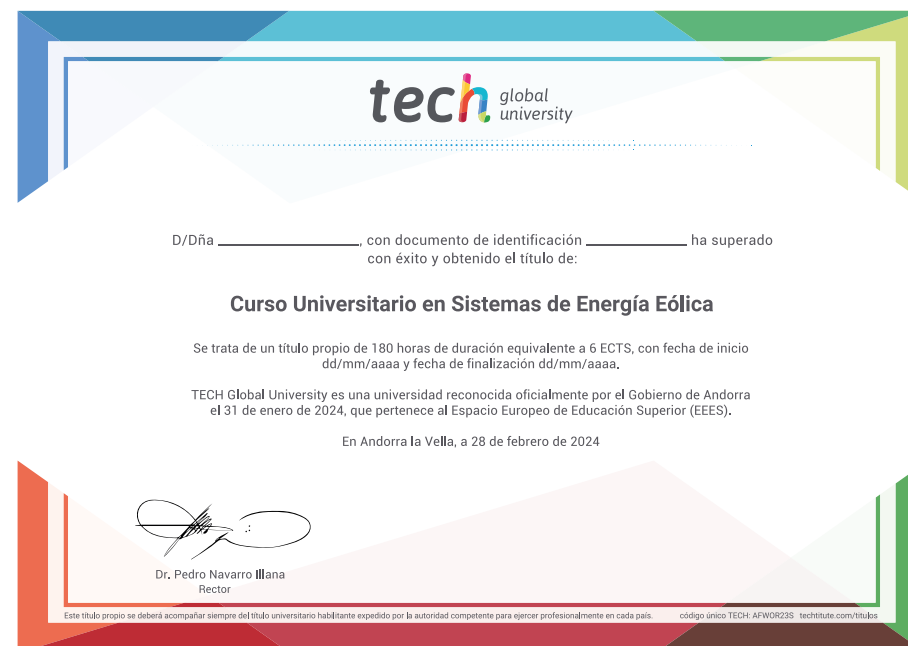 tech global university
D/Dña ____________________, con documento de identificación ______________ ha superado
con éxito y obtenido el título de:
Curso Universitario en Sistemas de Energía Eólica
Se trata de un título propio de 180 horas de duración equivalente a 6 ECTS, con fecha de inicio
dd/mm/aaaa y fecha de finalización dd/mm/aaaa.
TECH Global University es una universidad reconocida oficialmente por el Gobierno de Andorra
el 31 de enero de 2024, que pertenece al Espacio Europeo de Educación Superior (EEES).
En Andorra la Vella, a 28 de febrero de 2024
Dr. Pedro Navarro Illana
Rector
Este título propio se deberá acompañar siempre del título universitario habilitante expedido por la autoridad competente para ejercer profesionalmente en cada país. código único TECH: AFWOR23S techtitute.com/titulos